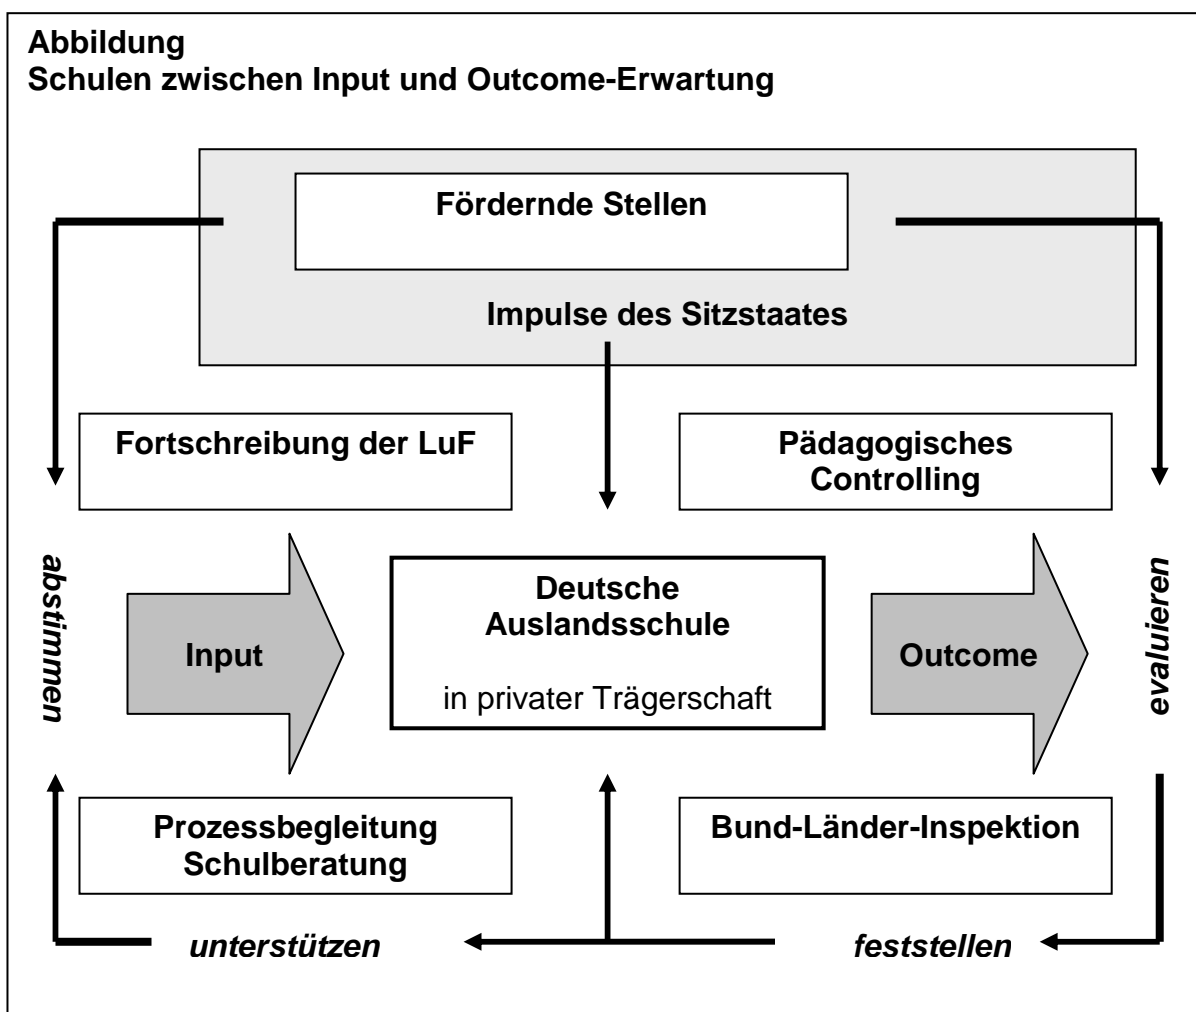 Abbildung
Schulen zwischen Input und Outcome-Erwartung
Fördernde Stellen
Impulse des Sitzstaates
Fortschreibung der LuF
Pädagogisches
Controlling
abstimmen
Input
Deutsche
Auslandsschule
in privater Trägerschaft
Outcome
evaluieren
Prozessbegleitung
Schulberatung
Bund-Länder-Inspektion
unterstützen
feststellen